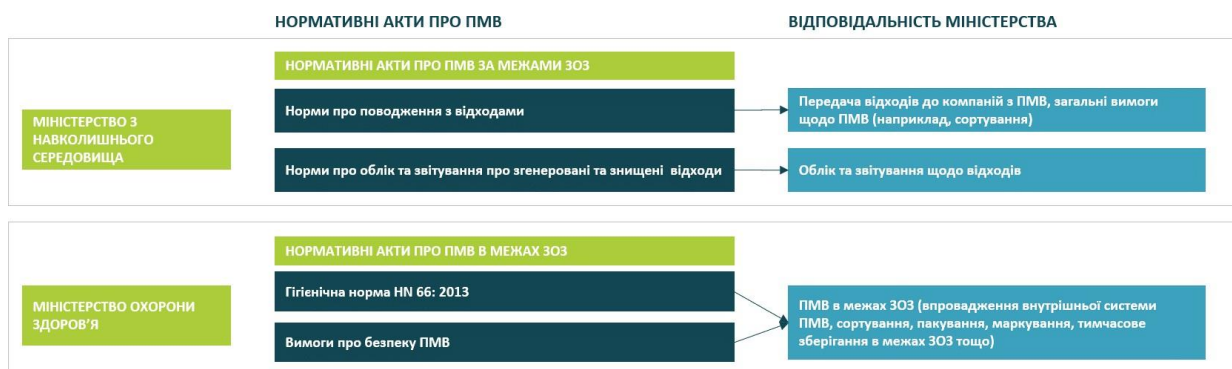 НОРМАТИВНІ АКТИ ПРО ПМВ
ВІДПОВІДАЛЬНІСТЬ МІНІСТЕРСТВА
МІНІСТЕРСТВО З
НАВКОЛИШНЬОГО
СЕРЕДОВИЩА
НОРМАТИВНІ АКТИ ПРО ПМВ ЗА МЕЖАМИ ЗОЗ
Норми про поводження з відходами
Передача відходів до компаній з ПМВ, загальні вимоги
щодо ПМВ (наприклад, сортування)
Норми про облік та звітування про згенеровані та знищені відходи
Облік та звітування щодо відходів
МІНІСТЕРСТВО ОХОРОНИ
ЗДОРОВ’Я
НОРМАТИВНІ АКТИ ПРО ПМВ В МЕЖАХ ЗОЗ
Гігієнічна норма HN 66: 2013
Вимоги про безпеку ПМВ
ПМВ в межах ЗОЗ (впровадження внутрішньої системи
ПМВ, сортування, пакування, маркування, тимчасове
зберігання в межах ЗОЗ тощо)